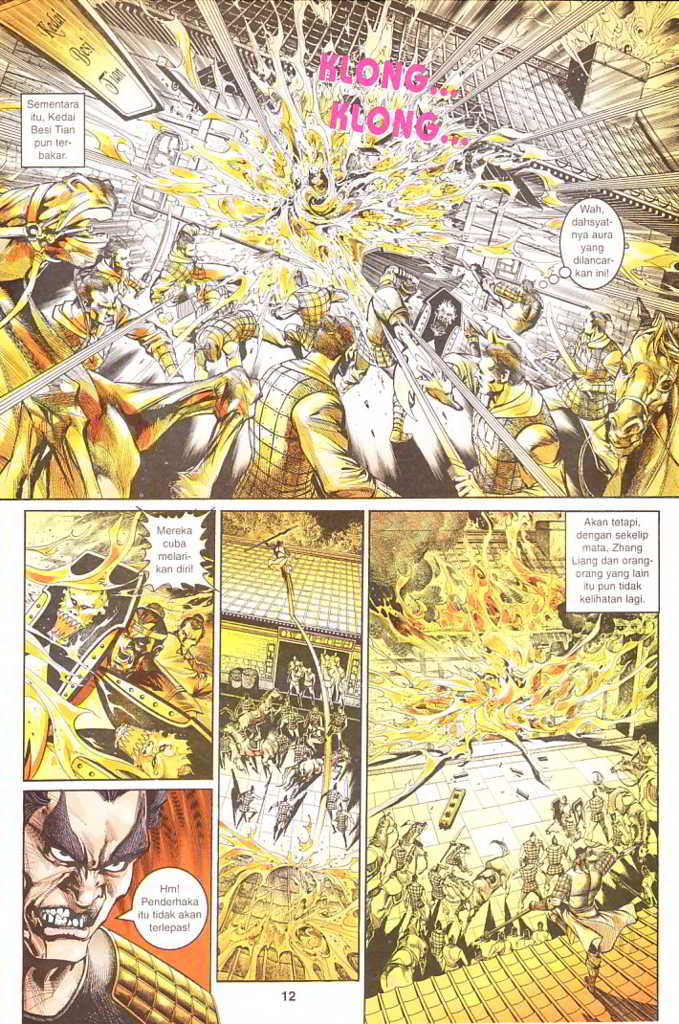 Kedai
Besi
Tian
KLONG...
KLONG...
Sementara
itu, Kedai
Besi Tian
pun ter-
bakar.
Wah,
dahsyat-
nya aura
yang
dilancar-
kan ini!
Mereka
cuba
melari-
kan diri!
Hm!
Penderhaka
itu tidak akan
terlepas!
Akan tetapi,
dengan sekelip
mata, Zhang
Liang dan orang-
orang yang lain
itu pun tidak
kelihatan lagi.
12